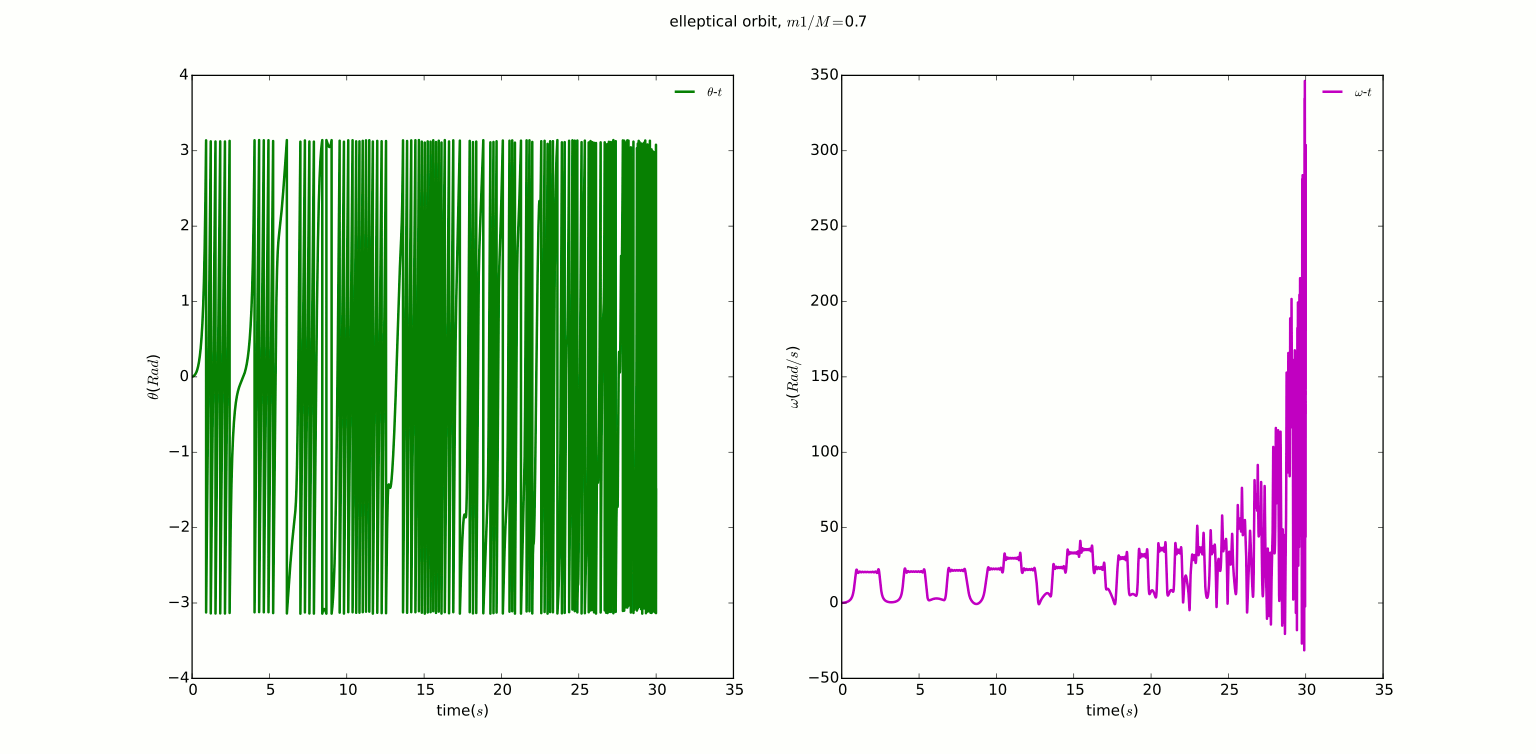 elleptical orbit, m1/M=0.7
4
3
2
1
0
−1
−2
−3
−4
θ(Rad)
θ-t
0 5 10 15 20 25 30 35
time(s)
350
300
250
200
150
100
50
0
−50
ω(Rad/s)
ω-t
0 5 10 15 20 25 30 35
time(s)